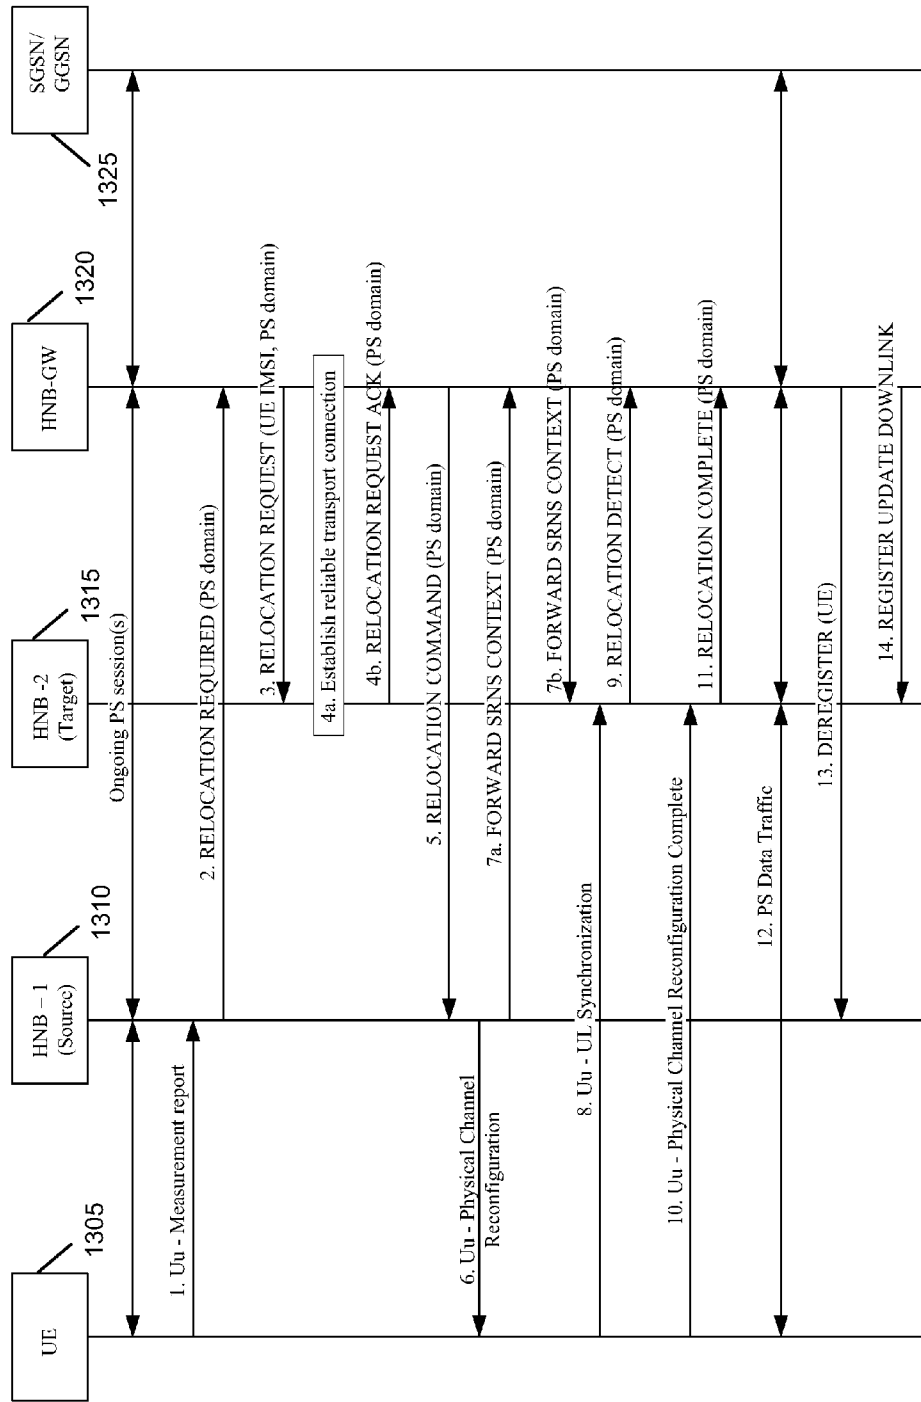 UE
1305
HNB – 1
(Source)
1310
HNB -2
(Target)
1315
HNB-GW
1320
SGSN/
GGSN
1325
Ongoing PS session(s)
1. Uu - Measurement report
2. RELOCATION REQUIRED (PS domain)
3. RELOCATION REQUEST (UE IMSI, PS domain)
4a. Establish reliable transport connection
4b. RELOCATION REQUEST ACK (PS domain)
5. RELOCATION COMMAND (PS domain)
6. Uu - Physical Channel
Reconfiguration
7a. FORWARD SRNS CONTEXT (PS domain)
7b. FORWARD SRNS CONTEXT (PS domain)
8. Uu - UL Synchronization
9. RELOCATION DETECT (PS domain)
10. Uu - Physical Channel Reconfiguration Complete
11. RELOCATION COMPLETE (PS domain)
12. PS Data Traffic
13. DEREGISTER (UE)
14. REGISTER UPDATE DOWNLINK